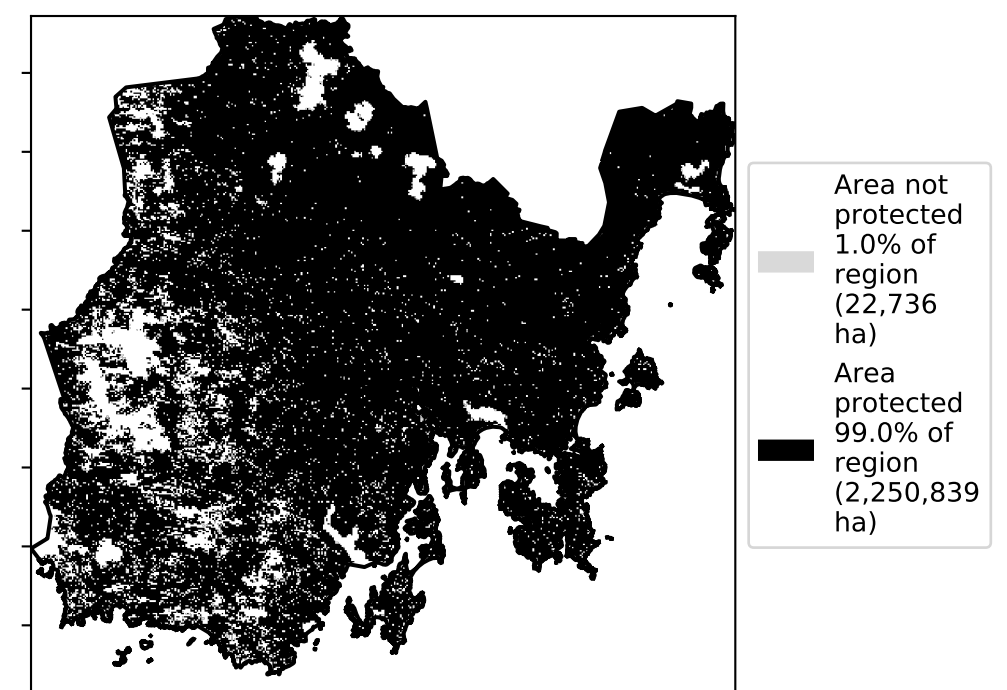 Area not
protected
1.0% of
region
(22,736
ha)
Area
protected
99.0% of
region
(2,250,839
ha)